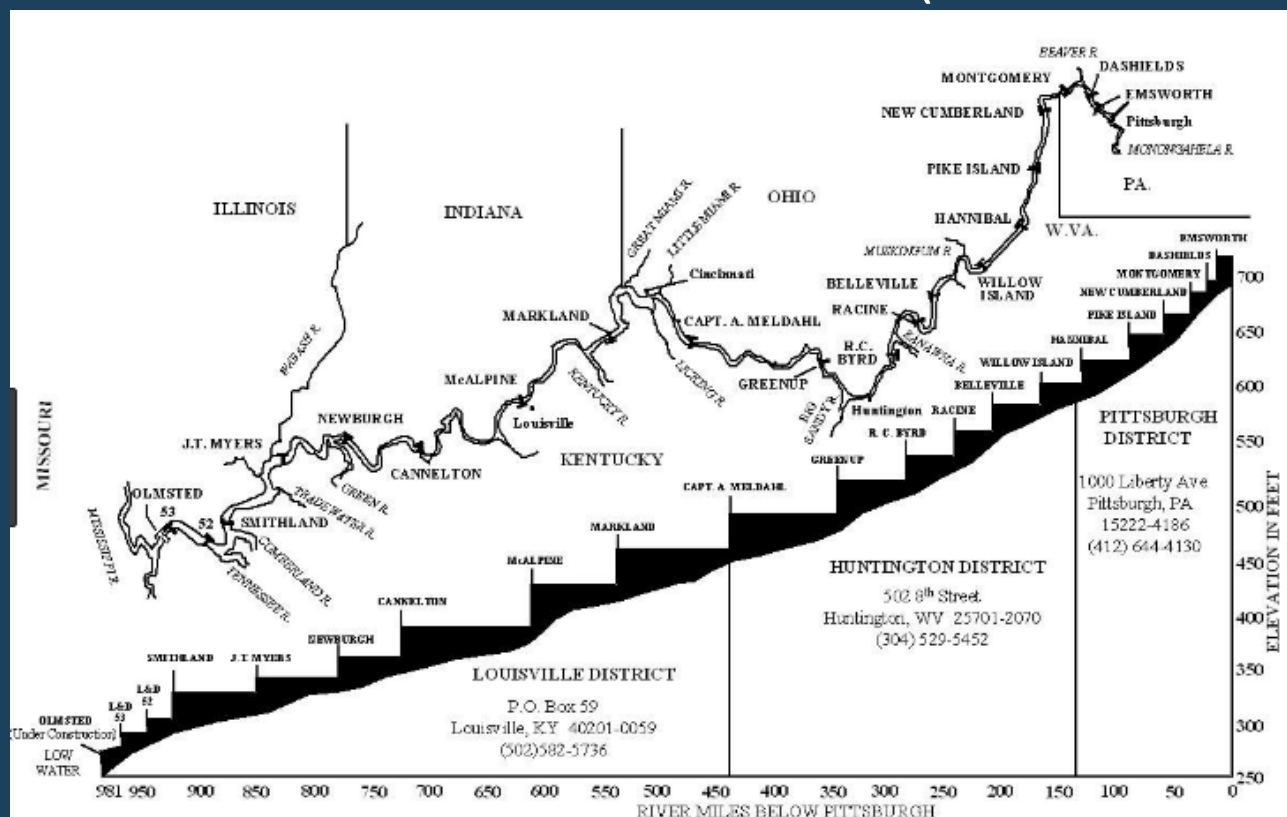 BEAVER R.
DASHIELDS
MONTGOMERY
EMSWORTH
NEW CUMBERLAND
Pittsburgh
MONONGAHELA R.
PIKE ISLAND
PA.
OHIO
ILLINOIS
INDIANA
GREAT MIAMI R.
LITTLE MIAMI R.
HANNIBAL
W.VA.
MUSKINGUM R.
Cincinnati
BELLEVILLE
WILLOW
ISLAND
RACINE
MARKLAND
CAPT. A. MELDAHL
KANAWHA R.
R.C.
BYRD
WABASH R.
LICKING R.
McALPINE
KENTUCKY R.
GREENUP
BIG
SANDY R.
Huntington
NEWBURGH
Louisville
J.T. MYERS
CANNELTON
KENTUCKY
MISSOURI
GREEN R.
TRADEWATER R.
OLMSTED
53
52
SMITHLAND
MISSISSIPPI R.
CUMBERLAND R.
TENNESSEE R.
EMSWORTH
DASHIELDS
MONTGOMERY
NEW CUMBERLAND
PIKE ISLAND
HANNIBAL
WILLOW ISLAND
BELLEVILLE
RACINE
R. C. BYRD
GREENUP
CAPT. A. MELDAHL
MARKLAND
McALPINE
CANNELTON
NEWBURGH
J.T. MYERS
SMITHLAND
L&D
52
L&D
53
OLMSTED
(Under Construction)
LOW
WATER
PITTSBURGH
DISTRICT
1000 Liberty Ave
Pittsburgh, PA
15222-4186
(412) 644-4130
HUNTINGTON DISTRICT
502 8th Street
Huntington, WV 25701-2070
(304) 529-5452
LOUISVILLE DISTRICT
P.O. Box 59
Louisville, KY 40201-0059
(502)582-5736
700
650
600
550
500
450
400
350
300
250
ELEVATION IN FEET
981 950 900 850 800 750 700 650 600 550 500 450 400 350 300 250 200 150 100 50 0
RIVER MILES BELOW PITTSBURGH